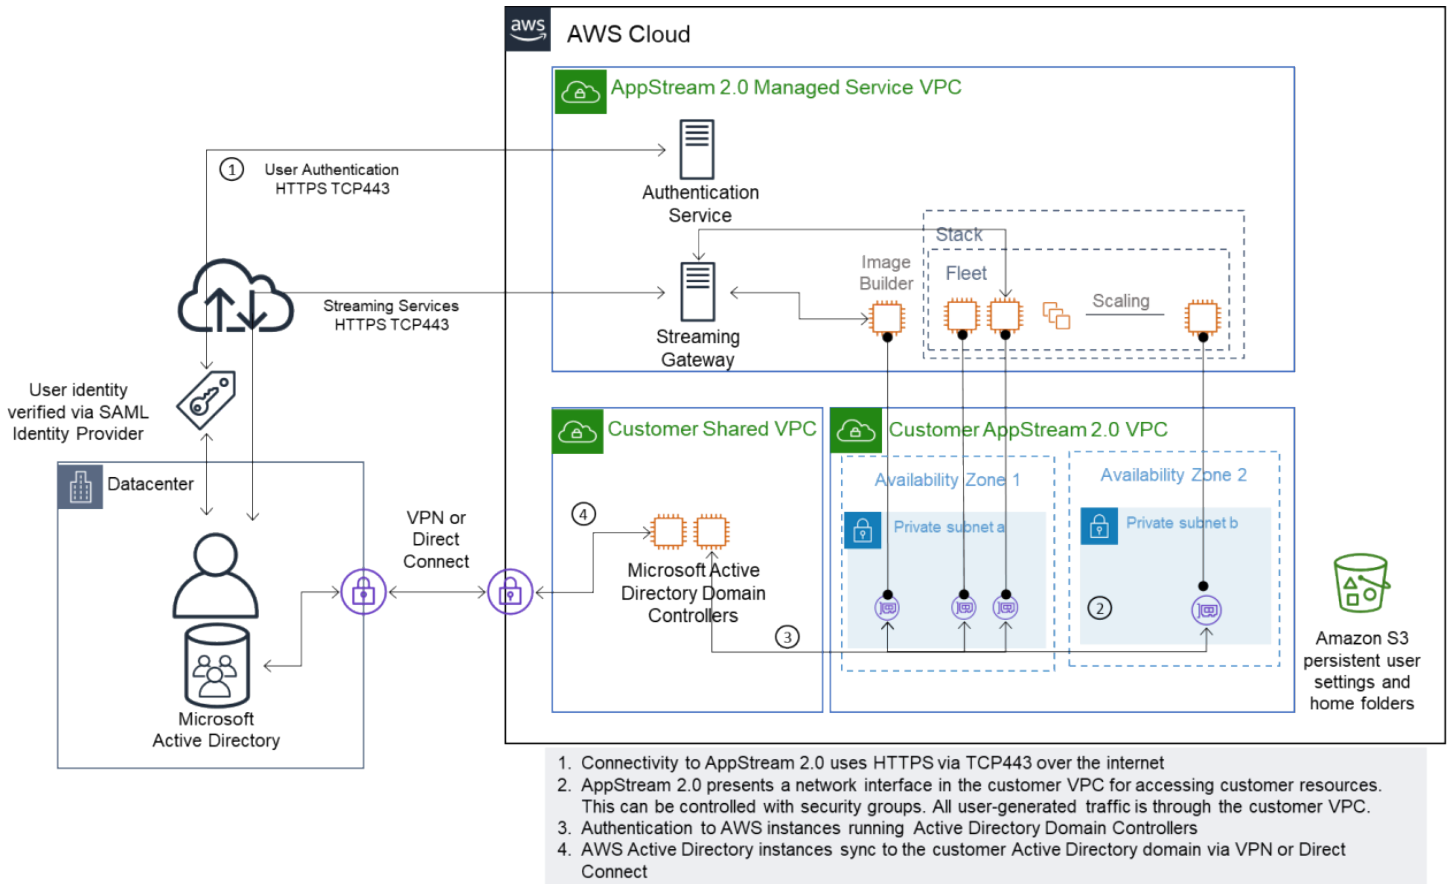 aws
AWS Cloud
AppStream 2.0 Managed Service VPC
1
User Authentication
HTTPS TCP443
Authentication
Service
Stack
Image
Builder
Fleet
Scaling
Streaming Services
HTTPS TCP443
Streaming
Gateway
User identity
verified via SAML
Identity Provider
Customer Shared VPC
Customer AppStream 2.0 VPC
Datacenter
Availability Zone 1
Availability Zone 2
VPN or
Direct
Connect
4
Private subnet a
Private subnet b
Microsoft Active
Directory Domain
Controllers
2
3
Amazon S3
persistent user
settings and
home folders
Microsoft
Active Directory
1. Connectivity to AppStream 2.0 uses HTTPS via TCP443 over the internet
2. AppStream 2.0 presents a network interface in the customer VPC for accessing customer resources.
This can be controlled with security groups. All user-generated traffic is through the customer VPC.
3. Authentication to AWS instances running Active Directory Domain Controllers
4. AWS Active Directory instances sync to the customer Active Directory domain via VPN or Direct
Connect